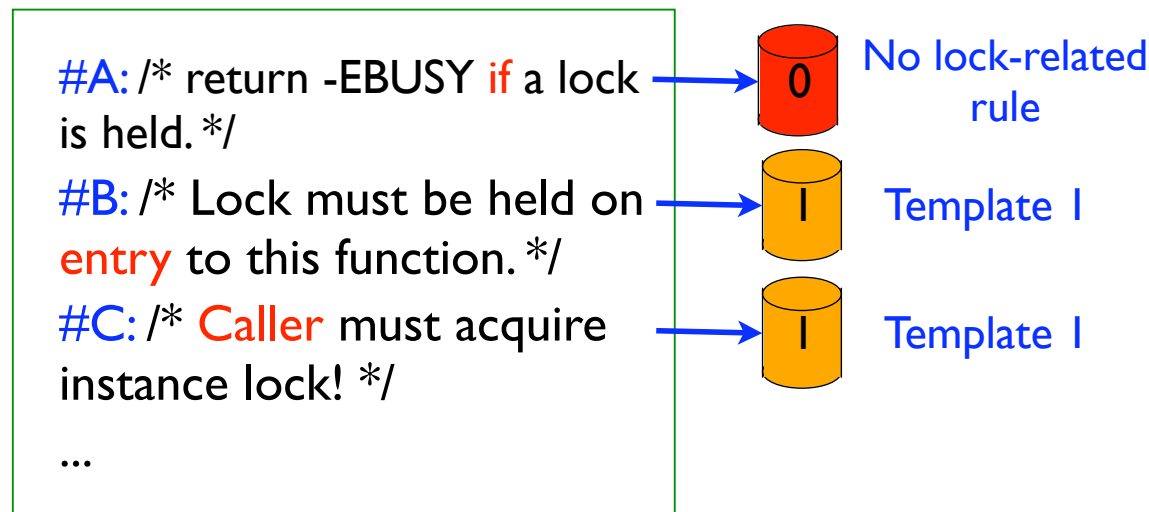 #A: /* return -EBUSY if a lock
is held. */
#B: /* Lock must be held on
entry to this function. */
#C: /* Caller must acquire
instance lock! */
...
0
No lock-related
rule
1
Template 1
1
Template 1